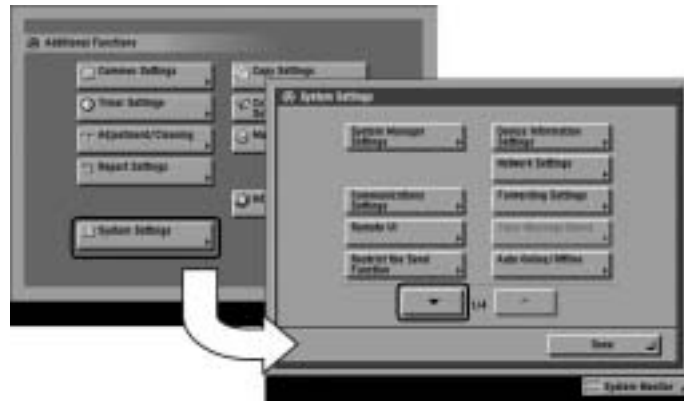 Additional Functions
Common Settings
Copy Settings
Timer Settings
Adjustment/Cleaning
Report Settings
System Settings
System Settings
System Manager
Settings
Device Information
Settings
Network Settings
Communications
Settings
Forwarding Settings
Remote UI
Restrict the Send
Function
Auto Online/Offline
1/4
Done
System Monitor